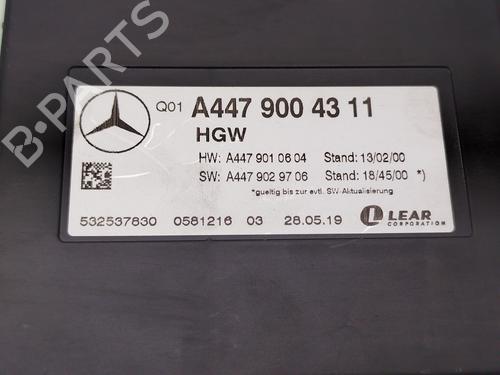 Q01 A447 900 43 11
HGW
HW: A447 901 06 04 Stand: 13/02/00
SW: A447 902 97 06 Stand: 18/45/00 *)
*gueltig bis zur evtl. SW-Aktualisierung
532537830 0581216 03 28.05.19 LEAR
CORPORATION
B-PARTS